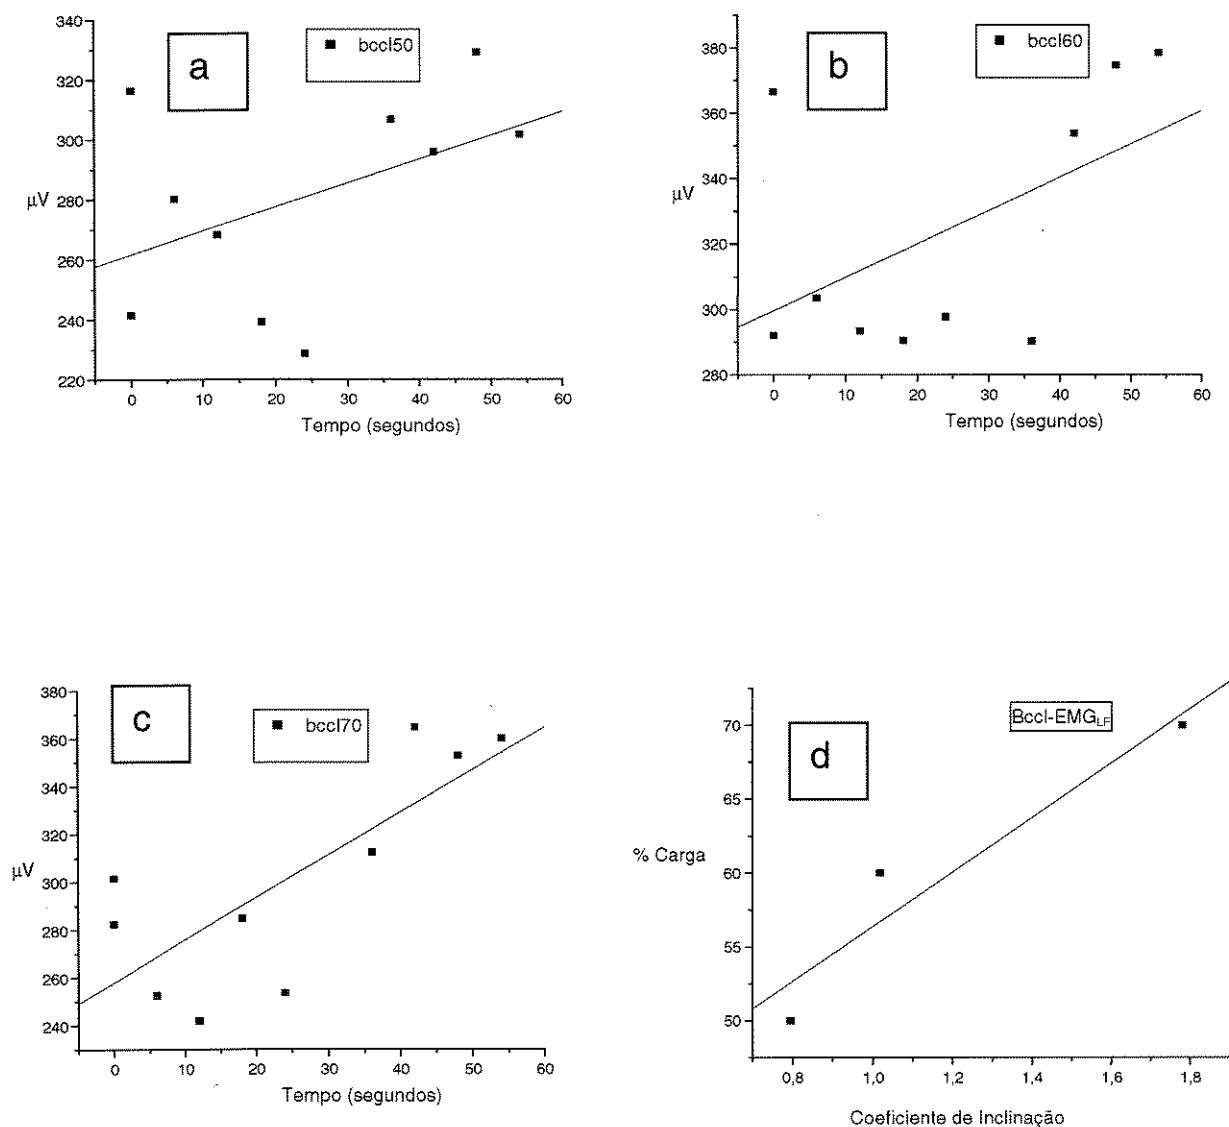 a
bccl50
340
320
300
280
260
240
220
µV
0 10 20 30 40 50 60
Tempo (segundos)
b
bccl60
380
360
340
320
300
280
µV
0 10 20 30 40 50 60
Tempo (segundos)
c
bccl70
380
360
340
320
300
280
260
240
µV
0 10 20 30 40 50 60
Tempo (segundos)
d
Bccl-EMG_LF
70
65
60
55
50
% Carga
0,8 1,0 1,2 1,4 1,6 1,8
Coeficiente de Inclinação